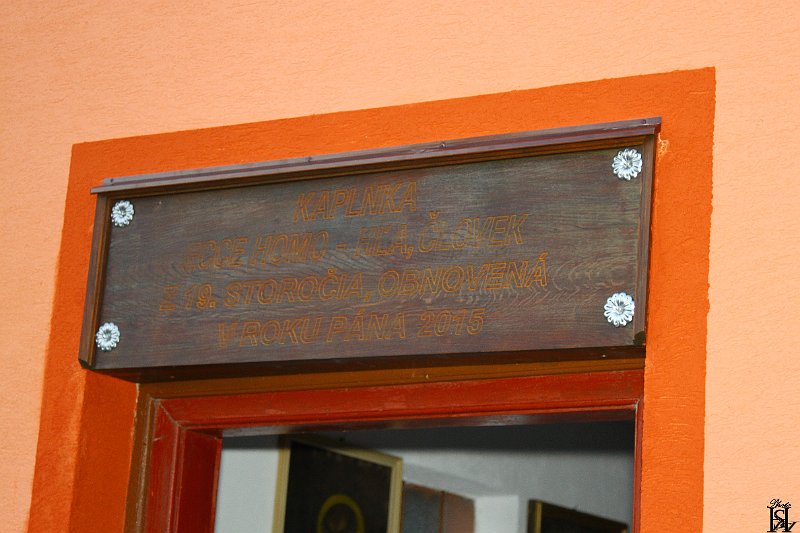 KAPLNKA
ECCE HOMO - HĽA, ČLOVEK
Z 19. STOROČIA, OBNOVENÁ
V ROKU PÁNA 2015